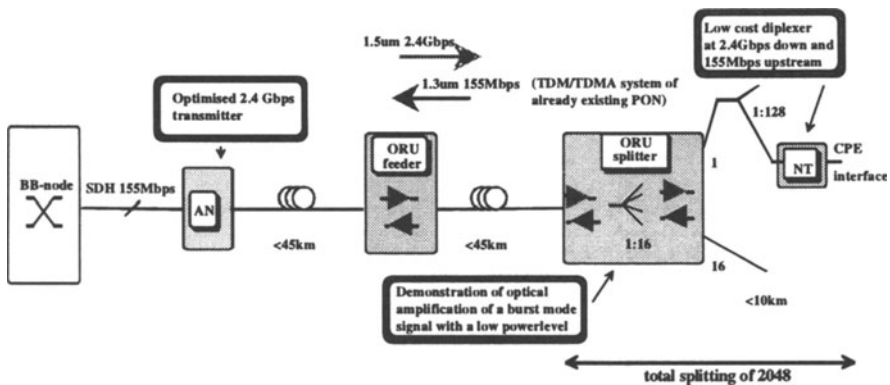 1.5um 2.4Gbps
1.3um 155Mbps
(TDM/TDMA system of
already existing PON)
Low cost diplexer
at 2.4Gbps down and
155Mbps upstream
Optimised 2.4 Gbps
transmitter
BB-node
SDH 155Mbps
AN
<45km
ORU
feeder
<45km
ORU
splitter
1:16
1
16
1:128
NT
CPE
interface
<10km
Demonstration of optical
amplification of a burst mode
signal with a low powerlevel
total splitting of 2048